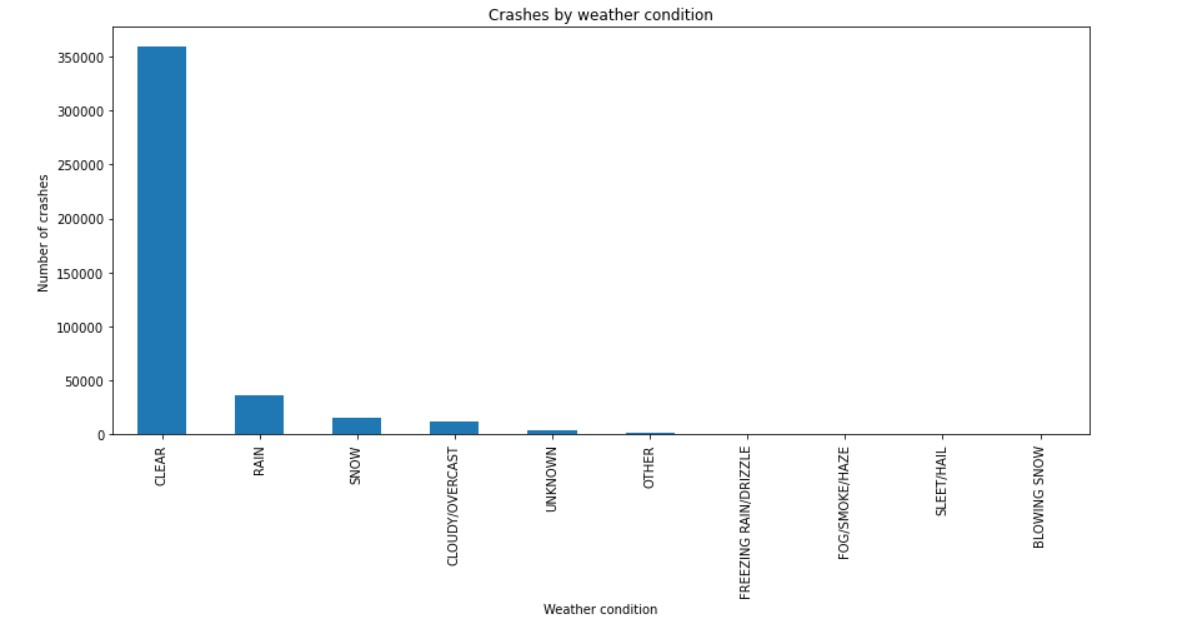 Crashes by weather condition
Number of crashes
350000
300000
250000
200000
150000
100000
50000
0
CLEAR
RAIN
SNOW
CLOUDY/OVERCAST
UNKNOWN
OTHER
FREEZING RAIN/DRIZZLE
FOG/SMOKE/HAZE
SLEET/HAIL
BLOWING SNOW
Weather condition